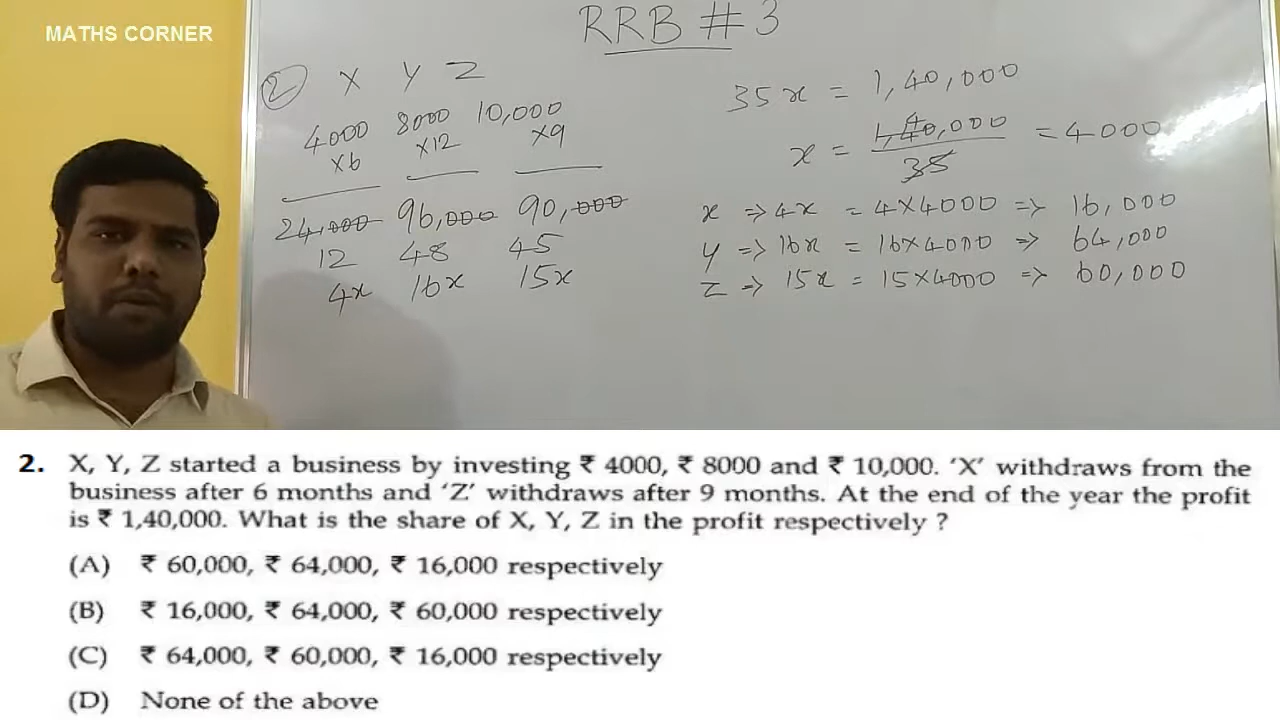 MATHS CORNER
RRB # 3
2 X Y Z
4000 8000 10,000
×6 ×12 ×9
24,000 96,000 90,000
12 48 45
4x 16x 15x
35x = 1,40,000
x = 1,40,000 / 35 = 4000
4
x ⇒ 4x = 4×4000 ⇒ 16,000
y ⇒ 16x = 16×4000 ⇒ 64,000
z ⇒ 15x = 15×4000 ⇒ 60,000
2. X, Y, Z started a business by investing ₹ 4000, ₹ 8000 and ₹ 10,000. ‘X’ withdraws from the
business after 6 months and ‘Z’ withdraws after 9 months. At the end of the year the profit
is ₹ 1,40,000. What is the share of X, Y, Z in the profit respectively ?
(A) ₹ 60,000, ₹ 64,000, ₹ 16,000 respectively
(B) ₹ 16,000, ₹ 64,000, ₹ 60,000 respectively
(C) ₹ 64,000, ₹ 60,000, ₹ 16,000 respectively
(D) None of the above